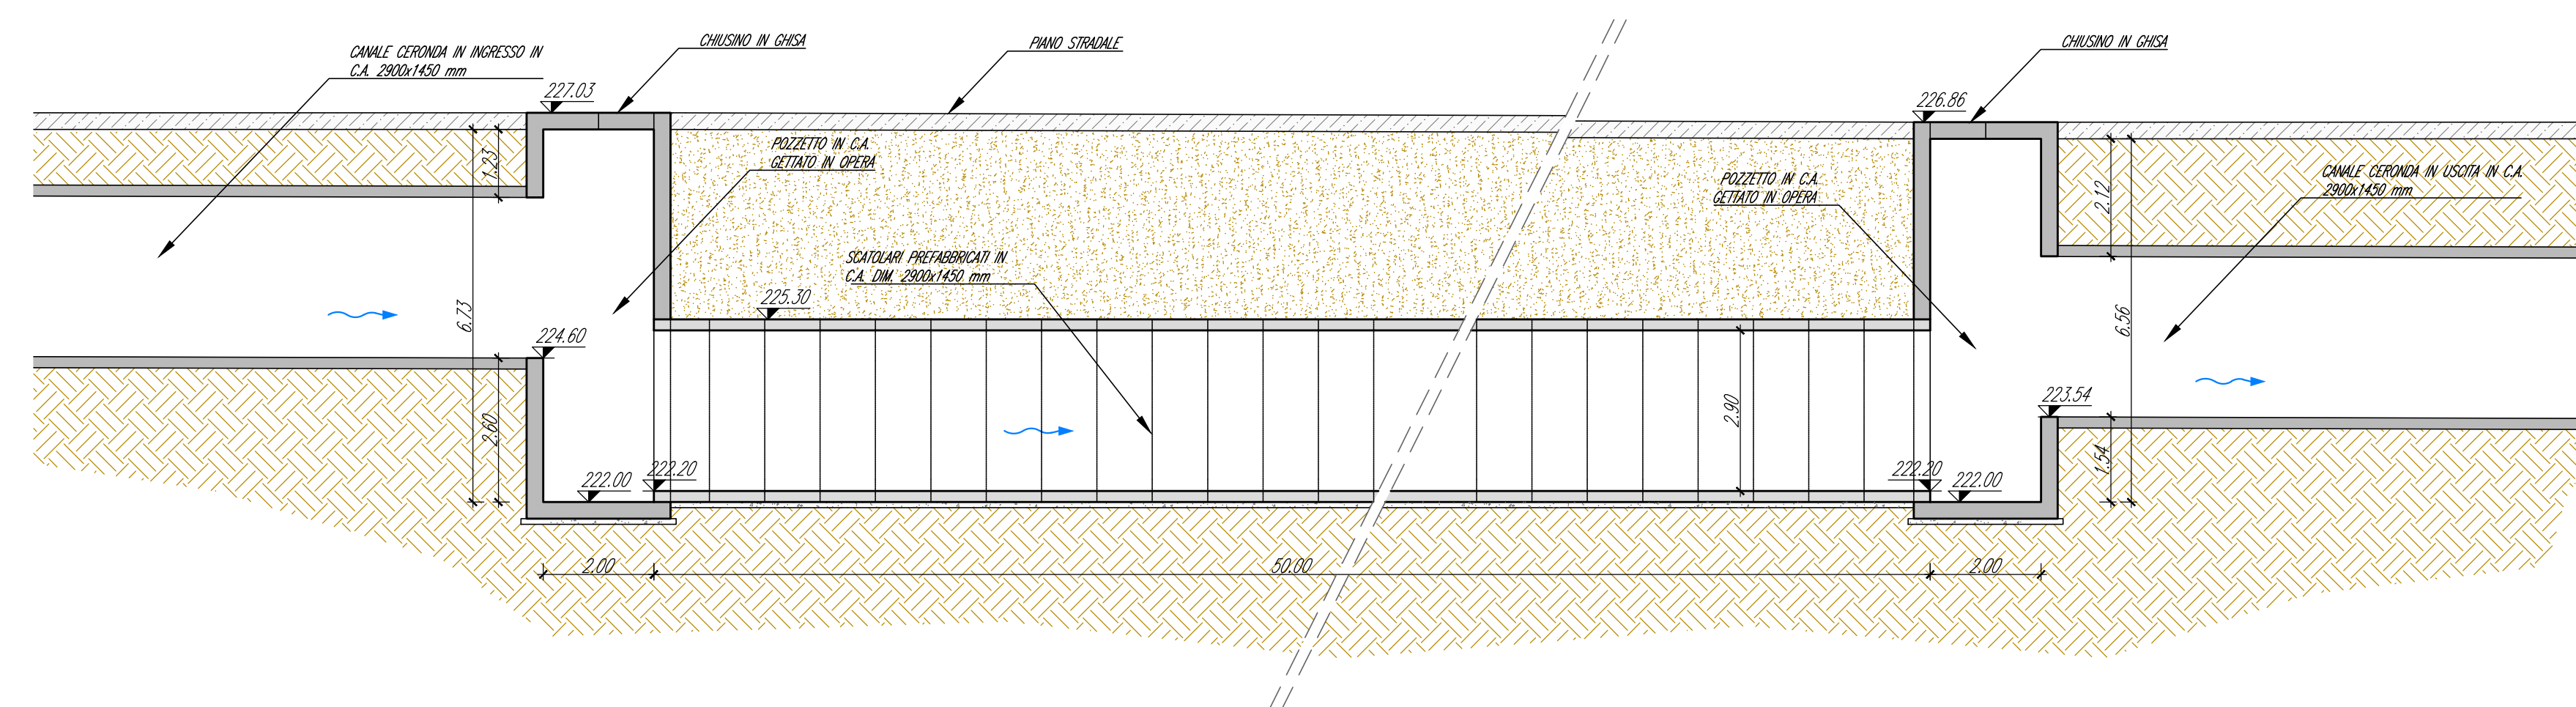 CANALE CERONDA IN INGRESSO IN
C.A. 2900x1450 mm
CHIUSINO IN GHISA
PIANO STRADALE
CHIUSINO IN GHISA
227.03
226.86
POZZETTO IN C.A.
GETTATO IN OPERA
1.23
POZZETTO IN C.A.
GETTATO IN OPERA
2.12
CANALE CERONDA IN USCITA IN C.A.
2900x1450 mm
SCATOLARI PREFABBRICATI IN
C.A. DIM. 2900x1450 mm
225.30
6.73
6.56
224.60
223.54
2.60
2.90
1.54
222.00
222.20
222.20
222.00
2.00
50.00
2.00